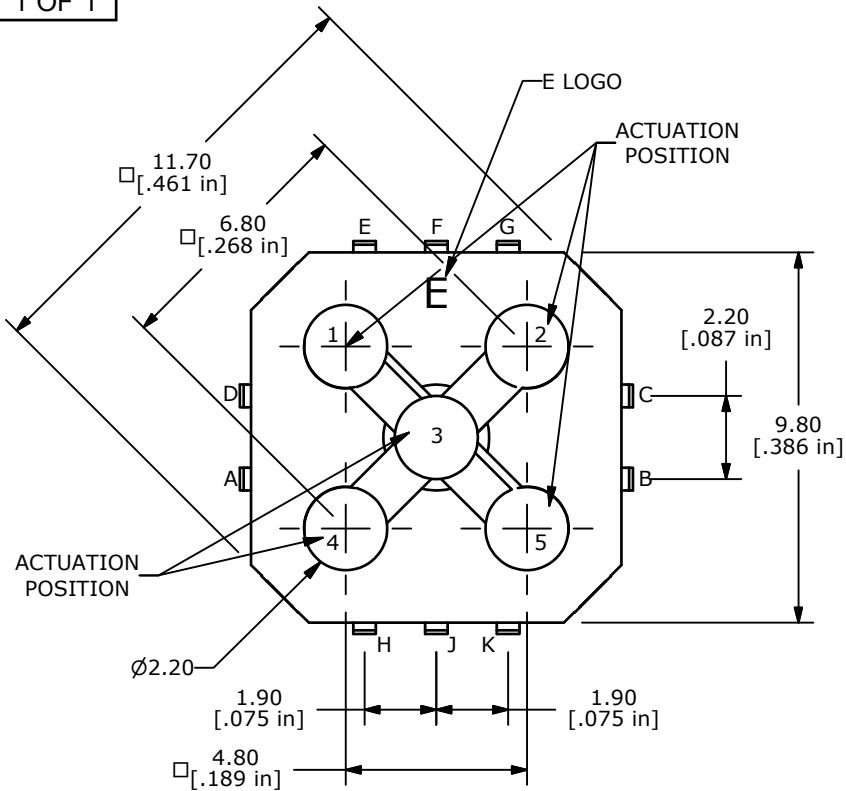 1 OF 1
E LOGO
ACTUATION
POSITION
□ 11.70
[.461 in]
□ 6.80
[.268 in]
E F G
E
1 2
2.20
[.087 in]
D C
3
9.80
[.386 in]
A B
4 5
ACTUATION
POSITION
H J K
Ø2.20
1.90
[.075 in]
1.90
[.075 in]
□ 4.80
[.189 in]